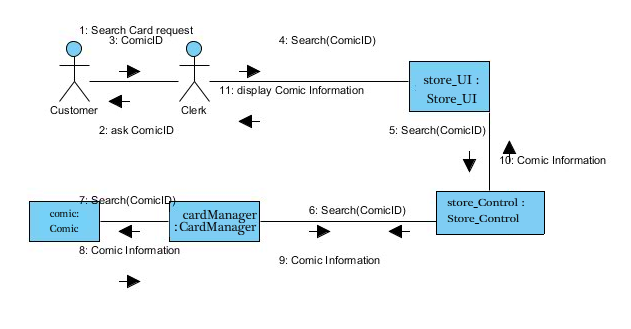 1: Search Card request
3: ComicID
4: Search(ComicID)
store_UI :
Store_UI
11: display Comic Information
Customer
Clerk
2: ask ComicID
5: Search(ComicID)
10: Comic Information
7: Search(ComicID)
6: Search(ComicID)
store_Control :
Store_Control
comic:
Comic
cardManager
:CardManager
8: Comic Information
9: Comic Information